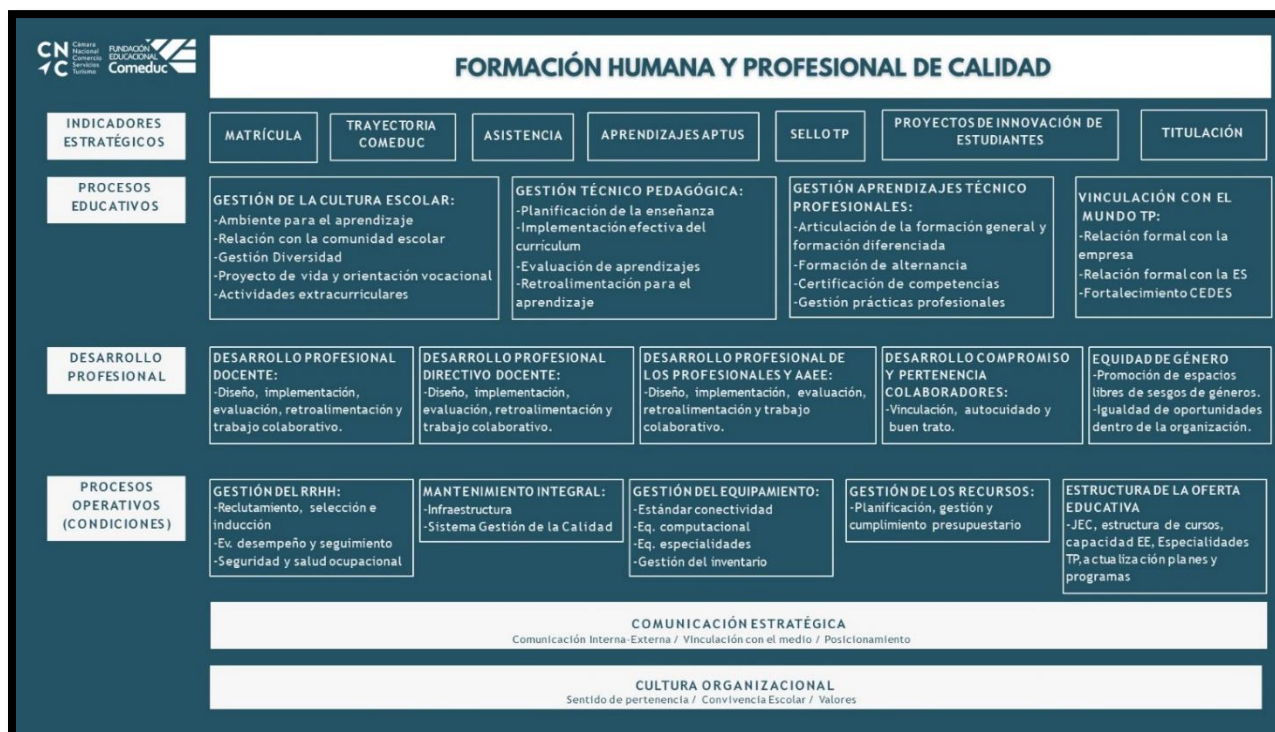 CNC
Cámara
Nacional
Comercio
Servicios
Turismo
FUNDACIÓN
EDUCACIONAL
Comeduc
FORMACIÓN HUMANA Y PROFESIONAL DE CALIDAD
INDICADORES
ESTRATÉGICOS
MATRÍCULA
TRAYECTORIA
COMEDUC
ASISTENCIA
APRENDIZAJES APTUS
SELLO TP
PROYECTOS DE INNOVACIÓN DE
ESTUDIANTES
TITULACIÓN
PROCESOS
EDUCATIVOS
GESTIÓN DE LA CULTURA ESCOLAR:
-Ambiente para el aprendizaje
-Relación con la comunidad escolar
-Gestión Diversidad
-Proyecto de vida y orientación vocacional
-Actividades extracurriculares
GESTIÓN TÉCNICO PEDAGÓGICA:
-Planificación de la enseñanza
-Implementación efectiva del
currículum
-Evaluación de aprendizajes
-Retroalimentación para el
aprendizaje
GESTIÓN APRENDIZAJES TÉCNICO
PROFESIONALES:
-Articulación de la formación general y
formación diferenciada
-Formación de alternancia
-Certificación de competencias
-Gestión prácticas profesionales
VINCULACIÓN CON EL
MUNDO TP:
-Relación formal con la
empresa
-Relación formal con la ES
-Fortalecimiento CEDES
DESARROLLO
PROFESIONAL
DESARROLLO PROFESIONAL
DOCENTE:
-Diseño, implementación,
evaluación, retroalimentación y
trabajo colaborativo.
DESARROLLO PROFESIONAL
DIRECTIVO DOCENTE:
-Diseño, implementación,
evaluación, retroalimentación y
trabajo colaborativo.
DESARROLLO PROFESIONAL DE
LOS PROFESIONALES Y AAEE:
-Diseño, implementación, evaluación,
retroalimentación y trabajo
colaborativo.
DESARROLLO COMPROMISO
Y PERTENENCIA
COLABORADORES:
-Vinculación, autocuidado y
buen trato.
EQUIDAD DE GÉNERO
-Promoción de espacios
libres de sesgos de géneros.
-Igualdad de oportunidades
dentro de la organización.
PROCESOS
OPERATIVOS
(CONDICIONES)
GESTIÓN DEL RRHH:
-Reclutamiento, selección e
inducción
-Ev. desempeño y seguimiento
-Seguridad y salud ocupacional
MANTENIMIENTO INTEGRAL:
-Infraestructura
-Sistema Gestión de la Calidad
GESTIÓN DEL EQUIPAMIENTO:
-Estándar conectividad
-Eq. computacional
-Eq. especialidades
-Gestión del inventario
GESTIÓN DE LOS RECURSOS:
-Planificación, gestión y
cumplimiento presupuestario
ESTRUCTURA DE LA OFERTA
EDUCATIVA
-JEC, estructura de cursos,
capacidad EE, Especialidades
TP,actualización planes y
programas
COMUNICACIÓN ESTRATÉGICA
Comunicación Interna-Externa / Vinculación con el medio / Posicionamiento
CULTURA ORGANIZACIONAL
Sentido de pertenencia / Convivencia Escolar / Valores